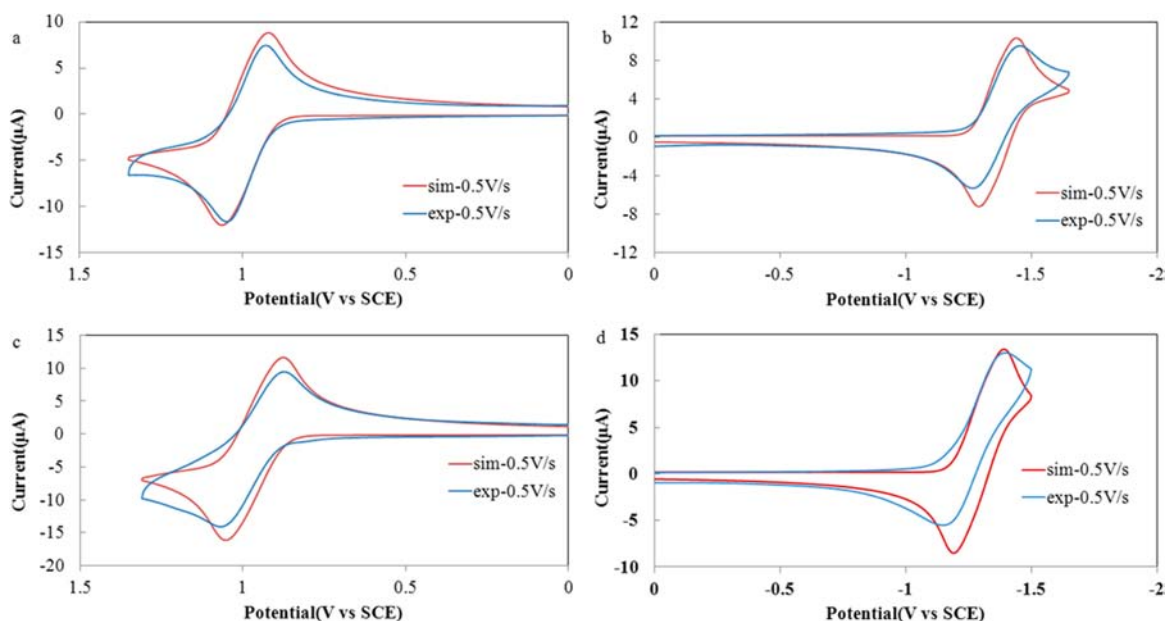 a
10
5
0
-5
-10
-15
Current(µA)
sim-0.5V/s
exp-0.5V/s
1.5 1 0.5 0
Potential(V vs SCE)
b
12
8
4
0
-4
-8
-12
Current(µA)
sim-0.5V/s
exp-0.5V/s
0 -0.5 -1 -1.5 -2
Potential(V vs SCE)
c
15
10
5
0
-5
-10
-15
-20
Current(µA)
sim-0.5V/s
exp-0.5V/s
1.5 1 0.5 0
Potential(V vs SCE)
d
15
10
5
0
-5
-10
Current(µA)
sim-0.5V/s
exp-0.5V/s
0 -0.5 -1 -1.5 -2
Potential(V vs SCE)